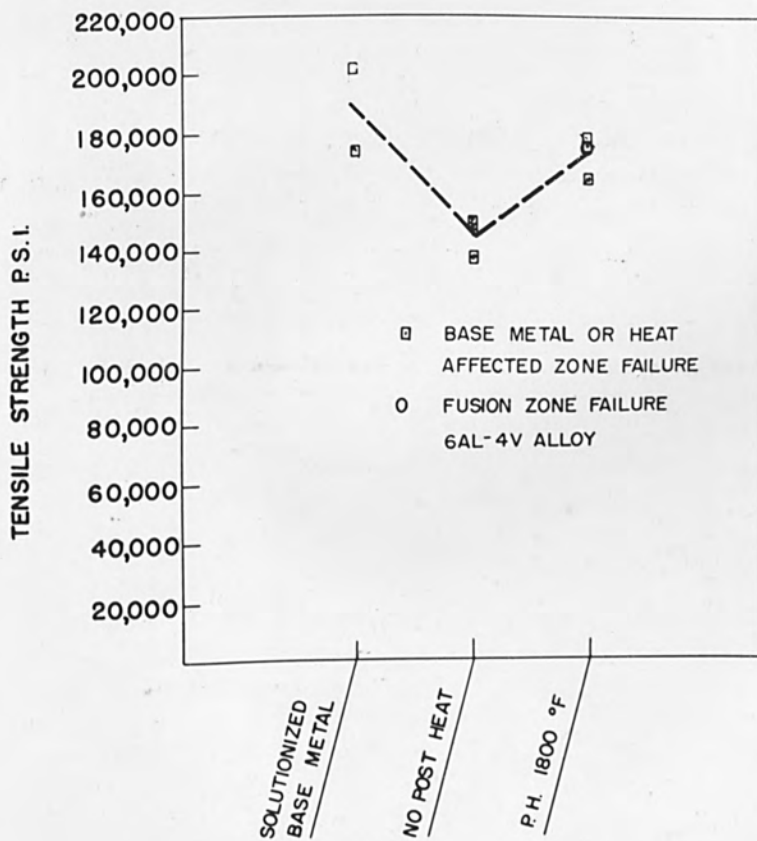 220,000
200,000
180,000
160,000
140,000
120,000
100,000
80,000
60,000
40,000
20,000
TENSILE STRENGTH P.S.I.
BASE METAL OR HEAT
AFFECTED ZONE FAILURE
FUSION ZONE FAILURE
6AL-4V ALLOY
SOLUTIONIZED
BASE METAL
NO POST HEAT
P.H. 1800 °F